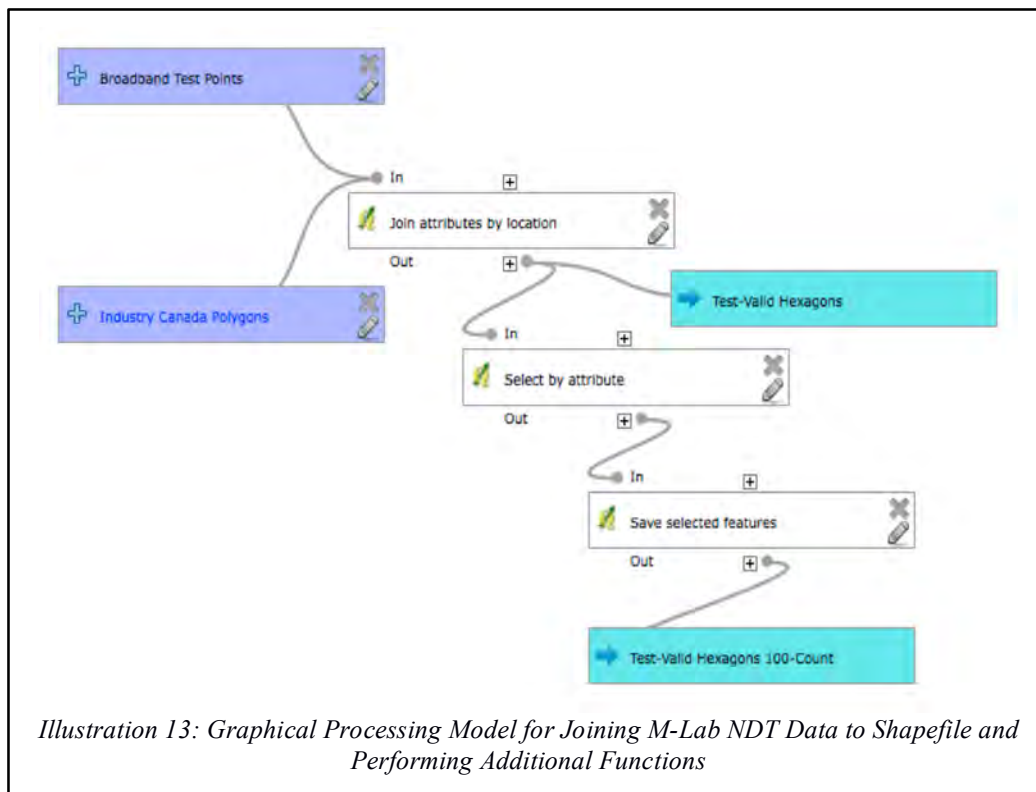 Broadband Test Points
In
Join attributes by location
Out
Industry Canada Polygons
Test-Valid Hexagons
In
Select by attribute
Out
In
Save selected features
Out
Test-Valid Hexagons 100-Count
Illustration 13: Graphical Processing Model for Joining M-Lab NDT Data to Shapefile and
Performing Additional Functions